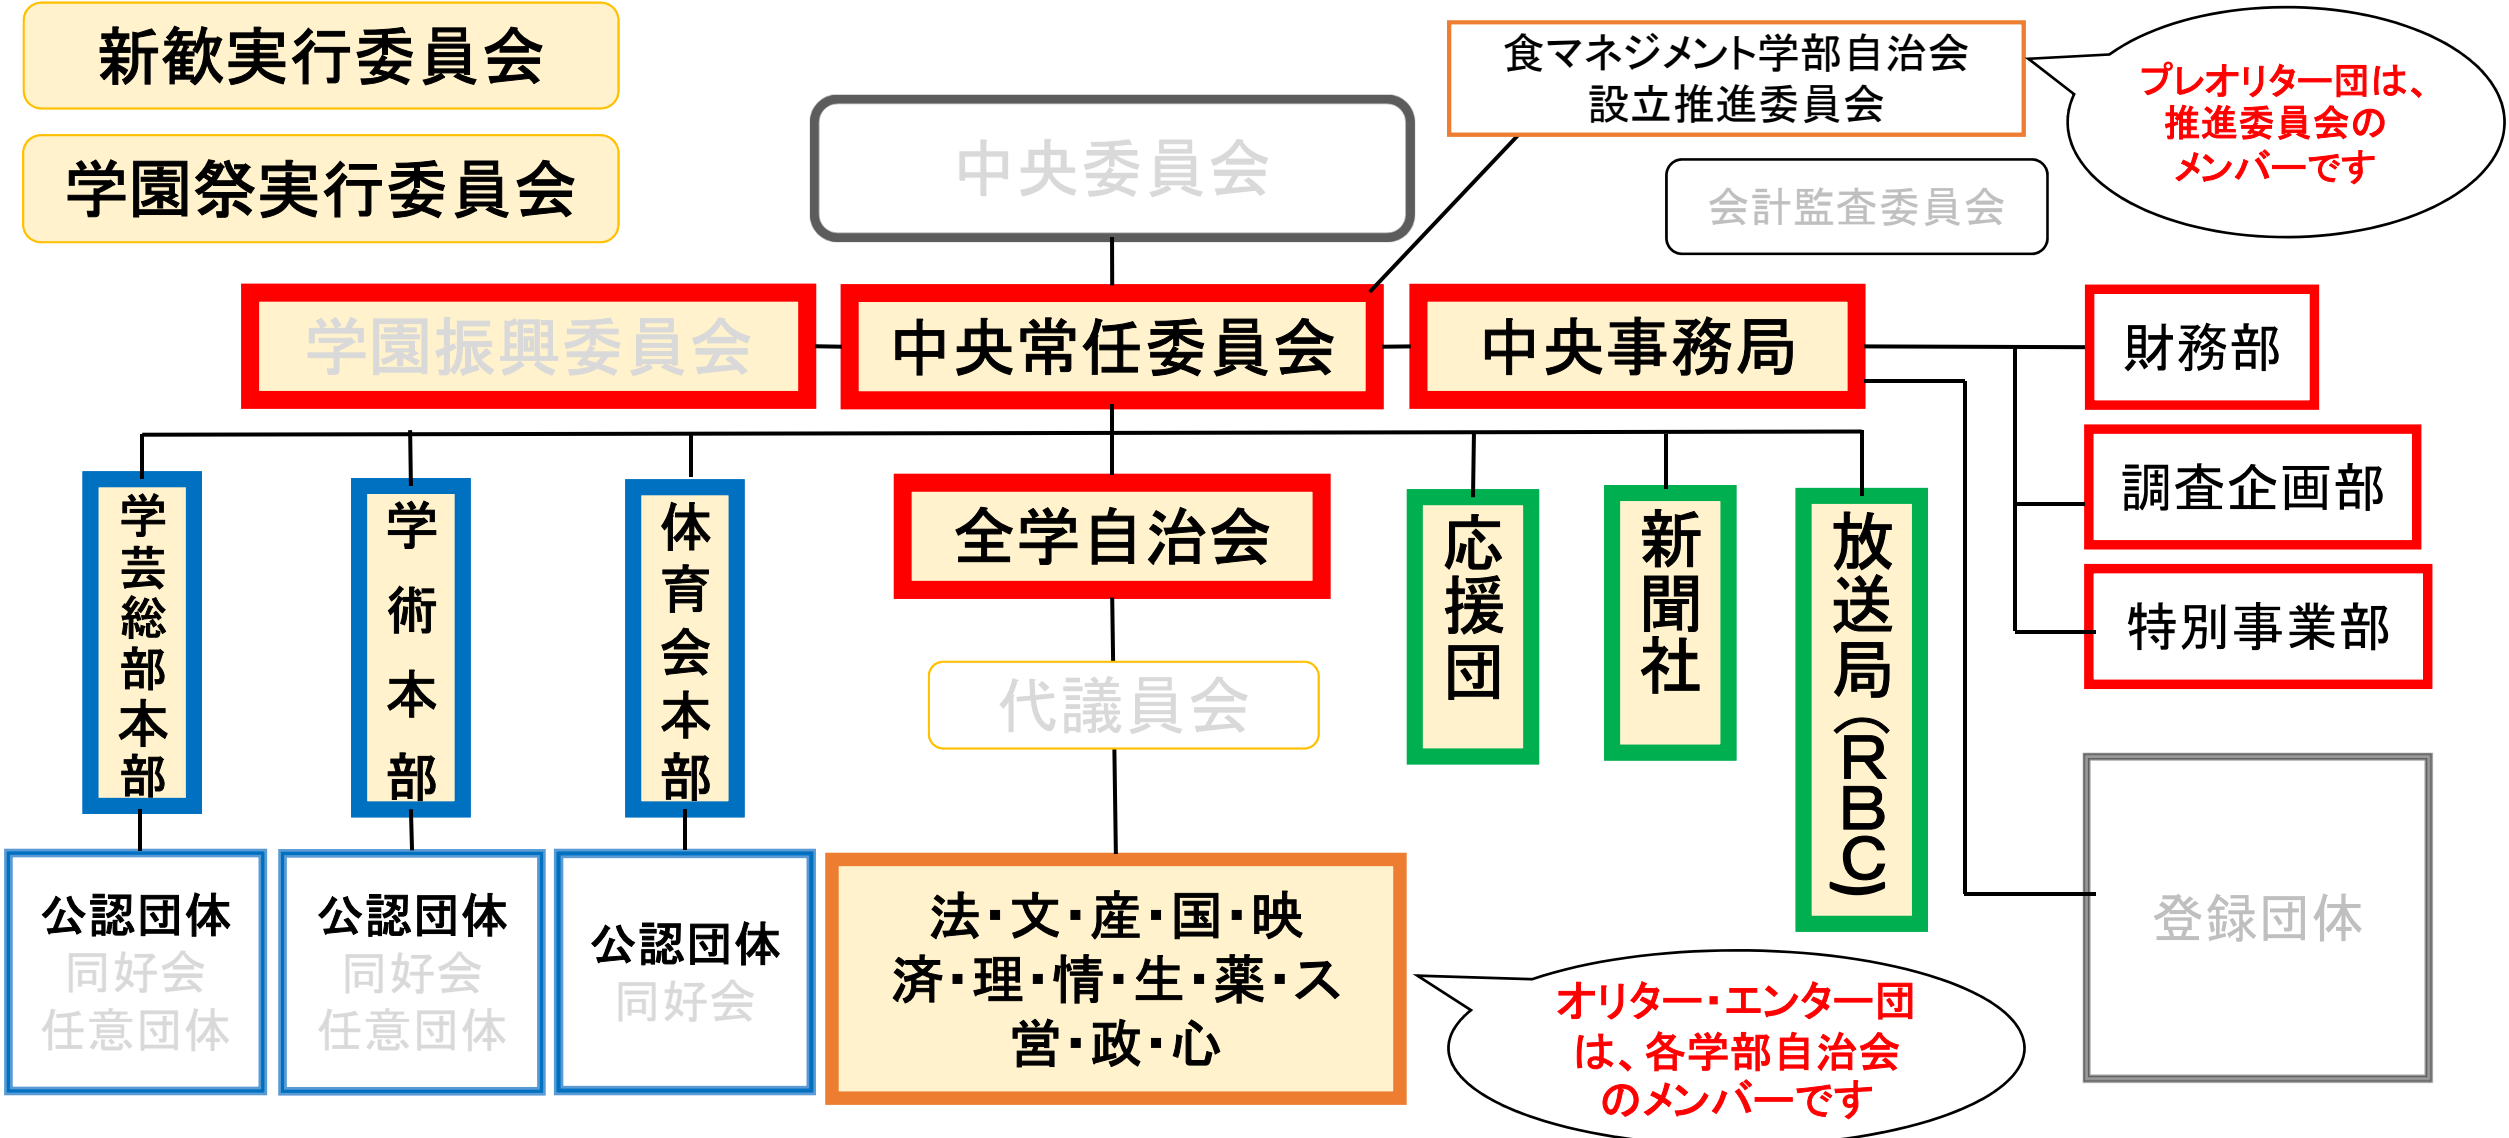 新歓実行委員会
学園祭実行委員会
中央委員会
食マネジメント学部自治会
設立推進委員会
プレオリター団は、
推進委員会の
メンバーです
会計監査委員会
学園振興委員会
中央常任委員会
中央事務局
財務部
調査企画部
特別事業部
学芸総部本部
学術本部
体育会本部
全学自治会
応援団
新聞社
放送局（RBC）
代議員会
公認団体
同好会
任意団体
公認団体
同好会
任意団体
公認団体
同好会
法・文・産・国・映
済・理・情・生・薬・ス
営・政・心
登録団体
オリター・エンター団
は、各学部自治会
のメンバーです